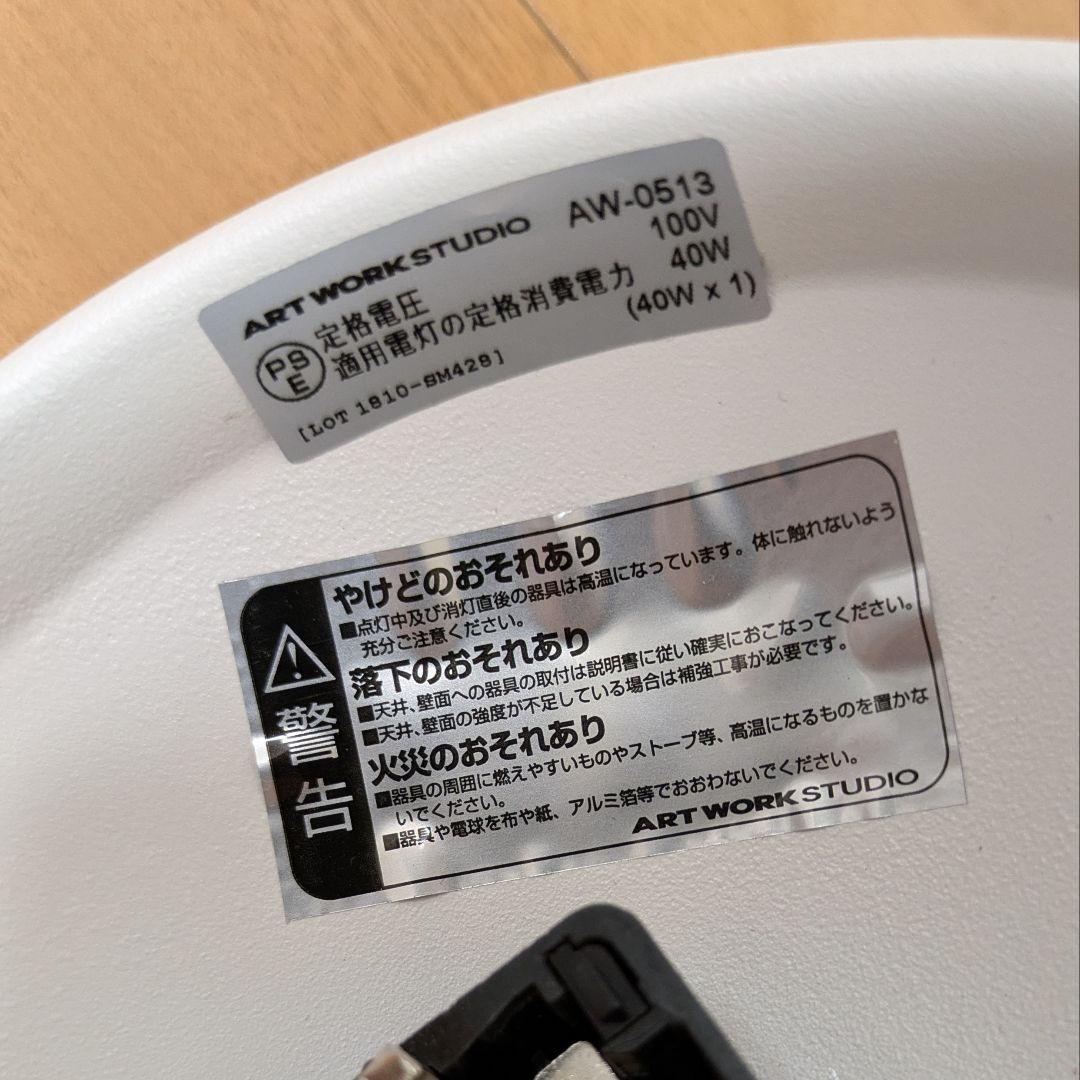 ART WORK STUDIO AW-0513
定格電圧 100V
適用電灯の定格消費電力 40W
(40W x 1)
PS
E
[LOT 1810-SM428]
警告
やけどのおそれあり
■点灯中及び消灯直後の器具は高温になっています。体に触れないよう
充分ご注意ください。
落下のおそれあり
■天井、壁面への器具の取付は説明書に従い確実におこなってください。
■天井、壁面の強度が不足している場合は補強工事が必要です。
火災のおそれあり
■器具の周囲に燃えやすいものやストーブ等、高温になるものを置かな
いでください。
■器具や電球を布や紙、アルミ箔等でおおわないでください。
ART WORK STUDIO